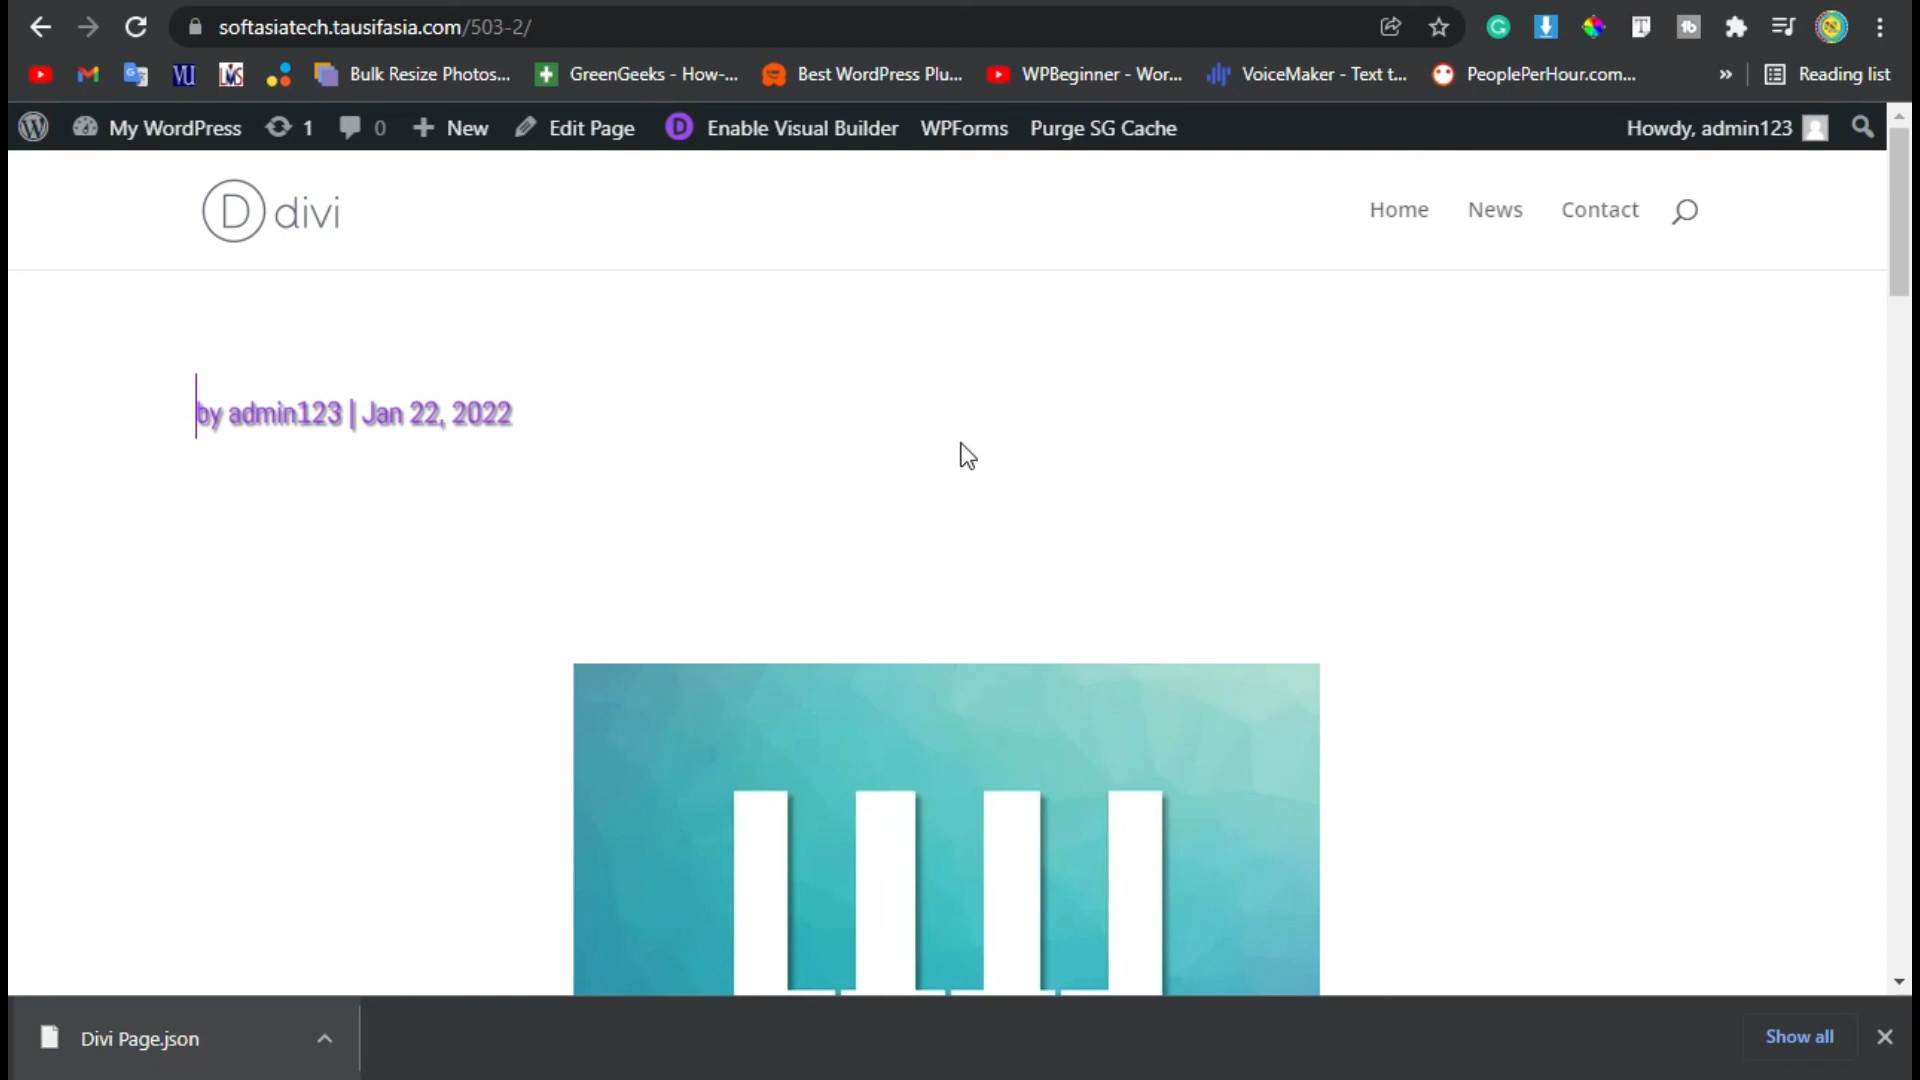 softasiatech.tausifasia.com/503-2/
VU LMS Bulk Resize Photos... GreenGeeks - How-... Best WordPress Plu... WPBeginner - Wor... VoiceMaker - Text t... PeoplePerHour.com... » Reading list
My WordPress 1 0 New Edit Page D Enable Visual Builder WPForms Purge SG Cache Howdy, admin123
D divi Home News Contact
by admin123 | Jan 22, 2022
Divi Page.json Show all